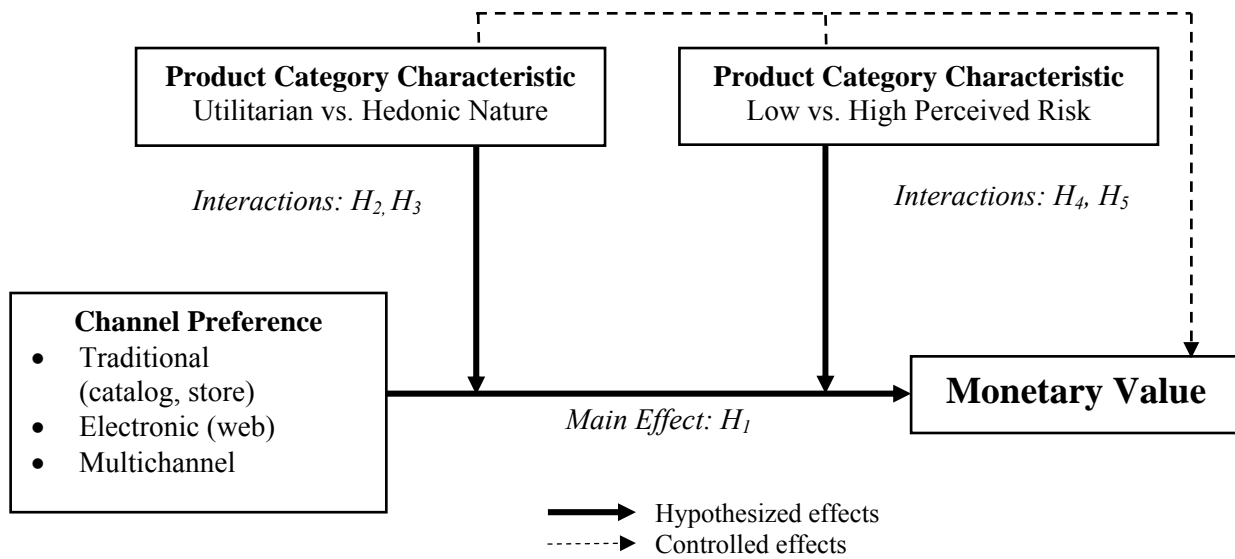 Product Category Characteristic
Utilitarian vs. Hedonic Nature
Product Category Characteristic
Low vs. High Perceived Risk
Interactions: H2, H3
Interactions: H4, H5
Channel Preference
• Traditional
(catalog, store)
• Electronic (web)
• Multichannel
Monetary Value
Main Effect: H1
Hypothesized effects
Controlled effects